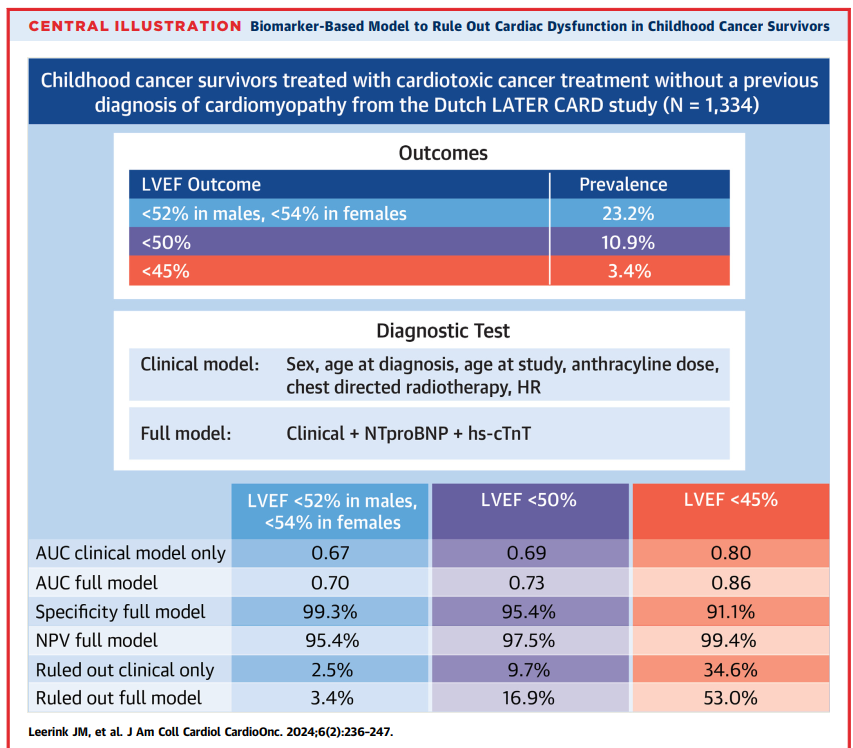 CENTRAL ILLUSTRATION Biomarker-Based Model to Rule Out Cardiac Dysfunction in Childhood Cancer Survivors
Childhood cancer survivors treated with cardiotoxic cancer treatment without a previous
diagnosis of cardiomyopathy from the Dutch LATER CARD study (N = 1,334)
Outcomes
LVEF Outcome Prevalence
<52% in males, <54% in females 23.2%
<50% 10.9%
<45% 3.4%
Diagnostic Test
Clinical model: Sex, age at diagnosis, age at study, anthracyline dose,
chest directed radiotherapy, HR
Full model: Clinical + NTproBNP + hs-cTnT
LVEF <52% in males, LVEF <50% LVEF <45%
<54% in females
AUC clinical model only 0.67 0.69 0.80
AUC full model 0.70 0.73 0.86
Specificity full model 99.3% 95.4% 91.1%
NPV full model 95.4% 97.5% 99.4%
Ruled out clinical only 2.5% 9.7% 34.6%
Ruled out full model 3.4% 16.9% 53.0%
Leerink JM, et al. J Am Coll Cardiol CardioOnc. 2024;6(2):236–247.